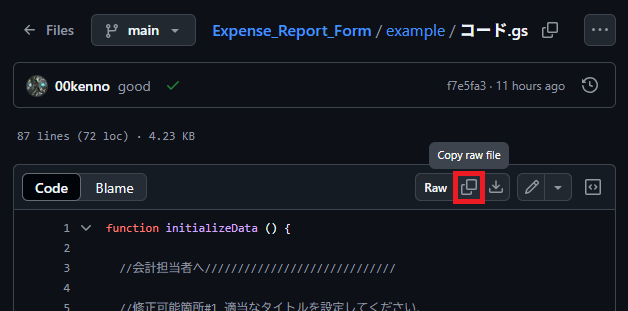 Files main Expense_Report_Form / example / コード.gs
00kenno good f7e5fa3 · 11 hours ago
87 lines (72 loc) · 4.23 KB
Copy raw file
Code Blame Raw
1 function initializeData () {
2
3 //会計担当者へ/////////////////////////////
4
5 //修正可能箇所#1 適当なタイトルを設定してください.